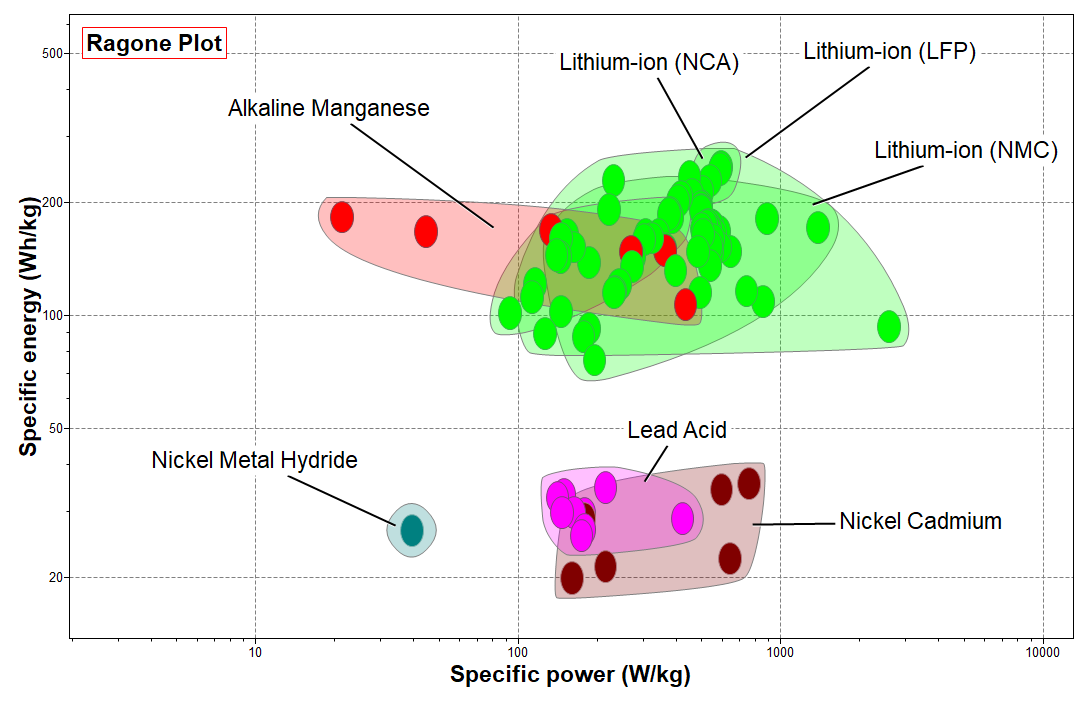 Ragone Plot
Lithium-ion (NCA)
Lithium-ion (LFP)
Alkaline Manganese
Lithium-ion (NMC)
Lead Acid
Nickel Metal Hydride
Nickel Cadmium
Specific energy (Wh/kg)
500
200
100
50
20
10
100
1000
10000
Specific power (W/kg)